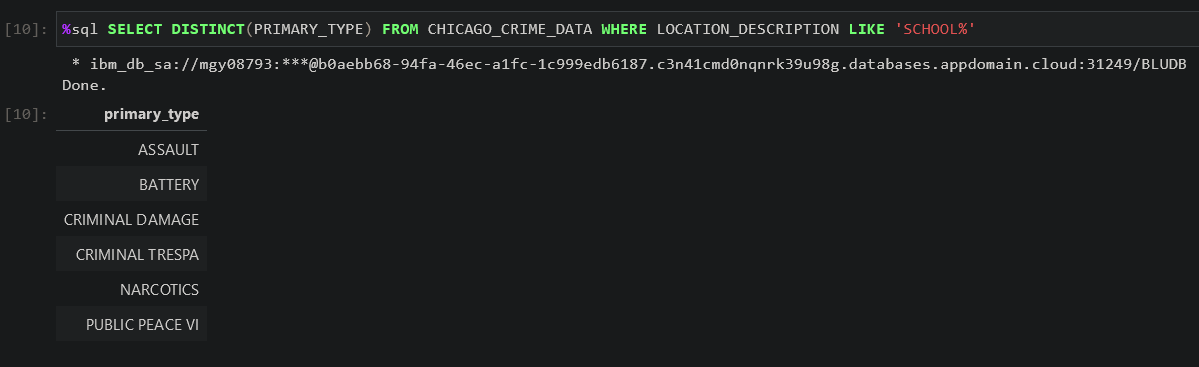 [10]: %sql SELECT DISTINCT(PRIMARY_TYPE) FROM CHICAGO_CRIME_DATA WHERE LOCATION_DESCRIPTION LIKE 'SCHOOL%'
* ibm_db_sa://mgy08793:***@b0aebb68-94fa-46ec-a1fc-1c999edb6187.c3n41cmd0nqnrk39u98g.databases.appdomain.cloud:31249/BLUDB
Done.
[10]: primary_type
ASSAULT
BATTERY
CRIMINAL DAMAGE
CRIMINAL TRESPA
NARCOTICS
PUBLIC PEACE VI